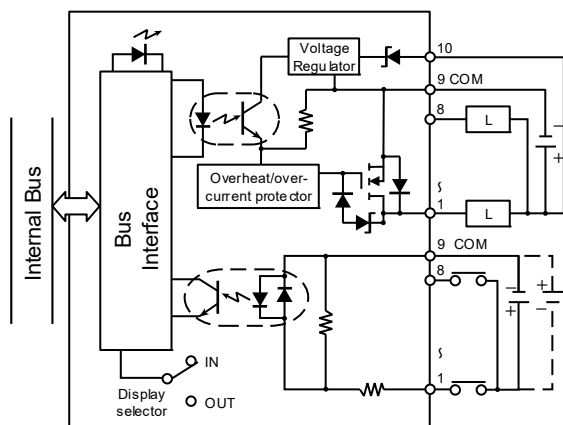 Voltage
Regulator
10
9 COM
8
L
−
+
Overheat/over-
current protector
∽
1
L
Internal Bus
Bus
Interface
9 COM
8
−
+
+
−
∽
1
IN
Display
selector
OUT